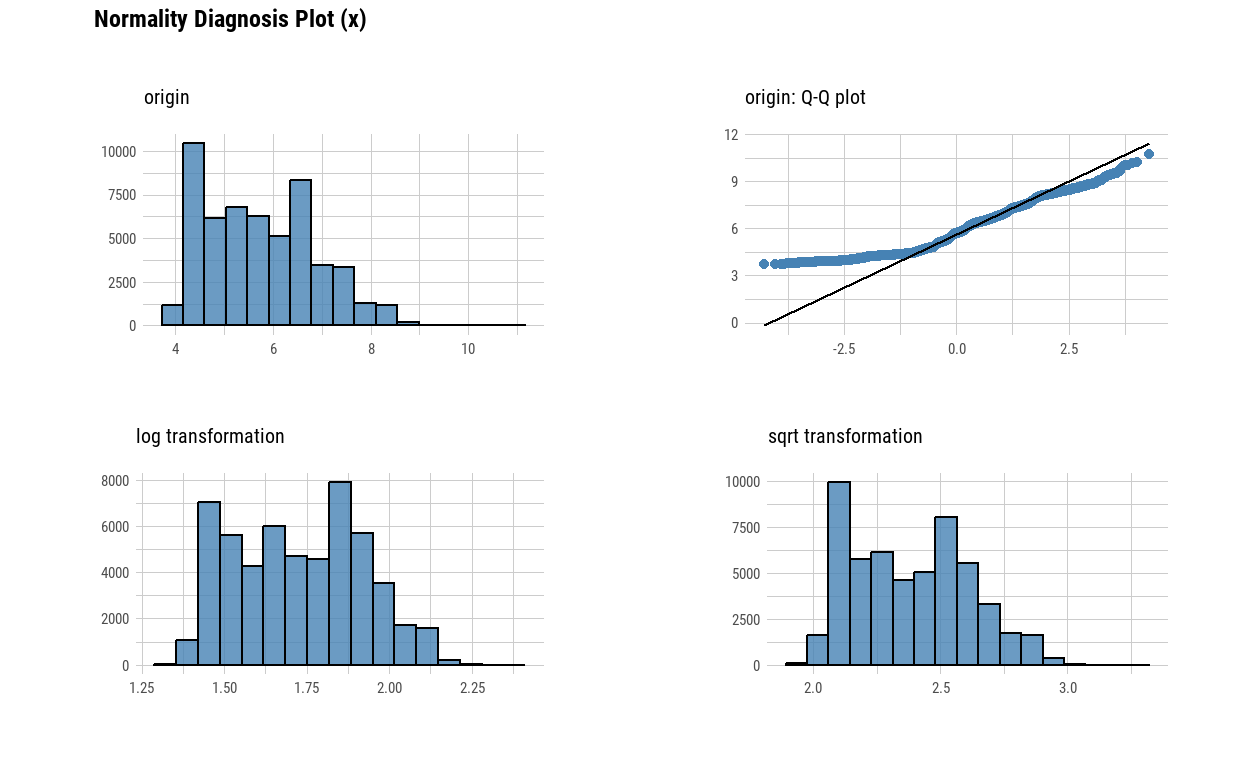 Normality Diagnosis Plot (x)
origin
10000
7500
5000
2500
0
4 6 8 10
origin: Q-Q plot
12
9
6
3
0
-2.5 0.0 2.5
log transformation
8000
6000
4000
2000
0
1.25 1.50 1.75 2.00 2.25
sqrt transformation
10000
7500
5000
2500
0
2.0 2.5 3.0